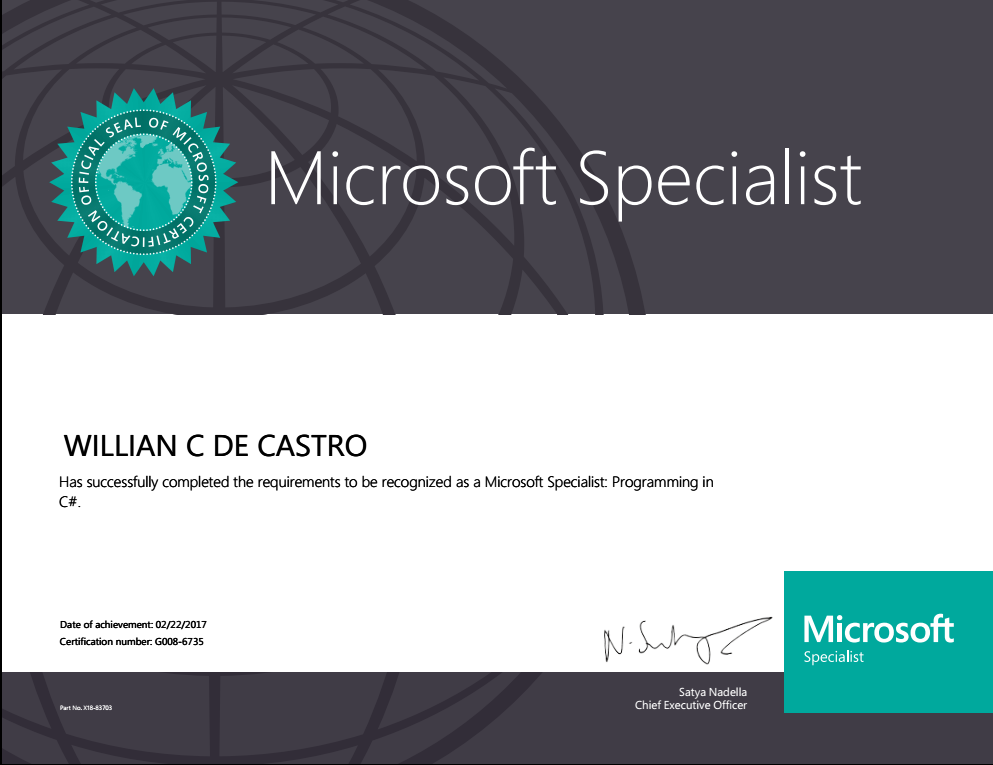 OFFICIAL SEAL OF MICROSOFT CERTIFICATION
Microsoft Specialist
WILLIAN C DE CASTRO
Has successfully completed the requirements to be recognized as a Microsoft Specialist: Programming in
C#.
Date of achievement: 02/22/2017
Certification number: G008-6735
Microsoft
Specialist
Satya Nadella
Chief Executive Officer
Part No. X18-83703